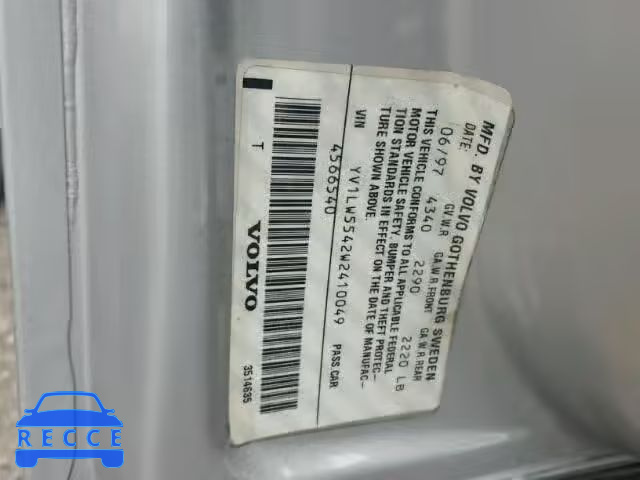 MFD. BY VOLVO GOTHENBURG SWEDEN
DATE: G.V.W.R GA.W.R.FRONT GA.W.R.REAR
06/97 4340 2290 2220 LB
THIS VEHICLE CONFORMS TO ALL APPLICABLE FEDERAL
MOTOR VEHICLE SAFETY, BUMPER AND THEFT PROTEC-
TION STANDARDS IN EFFECT ON THE DATE OF MANUFAC-
TURE SHOWN ABOVE.
VIN YV1LW5542W2410049 PASS.CAR
4566540
T VOLVO 3514635
RECCE